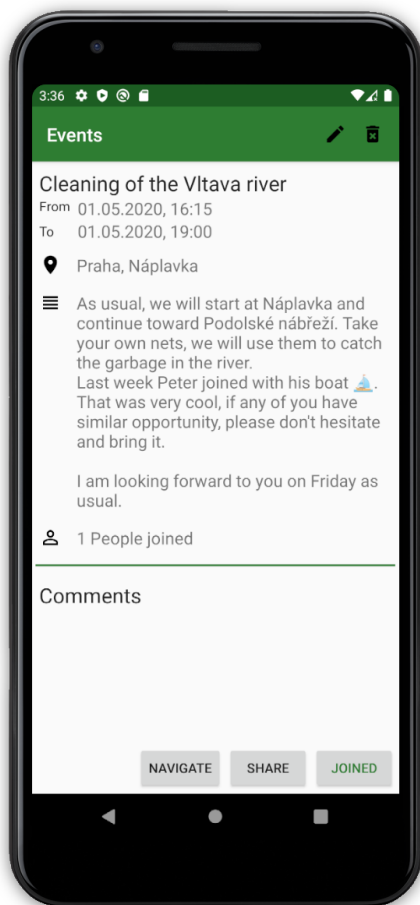 3:36
Events
Cleaning of the Vltava river
From 01.05.2020, 16:15
To 01.05.2020, 19:00
Praha, Náplavka
As usual, we will start at Náplavka and
continue toward Podolské nábřeží. Take
your own nets, we will use them to catch
the garbage in the river.
Last week Peter joined with his boat ⛵.
That was very cool, if any of you have
similar opportunity, please don't hesitate
and bring it.
I am looking forward to you on Friday as
usual.
1 People joined
Comments
NAVIGATE SHARE JOINED